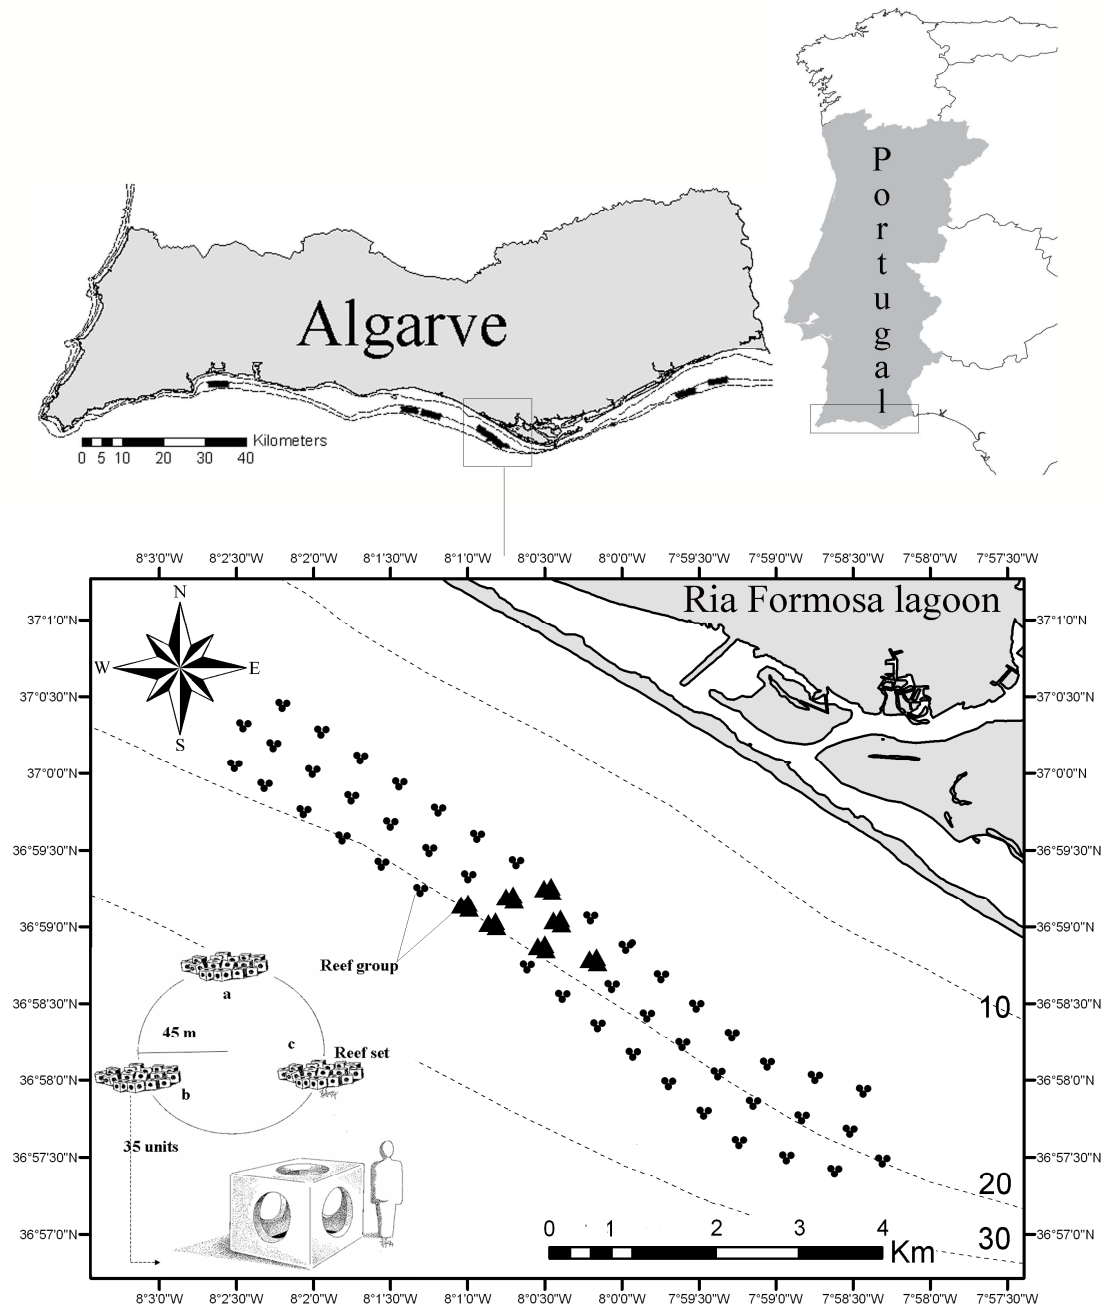 Portugal
Algarve
Kilometers
0 5 10 20 30 40
8°3'0"W 8°2'30"W 8°2'0"W 8°1'30"W 8°1'0"W 8°0'30"W 8°0'0"W 7°59'30"W 7°59'0"W 7°58'30"W 7°58'0"W 7°57'30"W
Ria Formosa lagoon
N
W E
S
37°1'0"N 37°1'0"N
37°0'30"N 37°0'30"N
37°0'0"N 37°0'0"N
36°59'30"N 36°59'30"N
36°59'0"N 36°59'0"N
Reef group
a
36°58'30"N 10 36°58'30"N
45 m
c
Reef set
36°58'0"N 36°58'0"N
b
35 units
36°57'30"N 36°57'30"N
20
36°57'0"N 30 36°57'0"N
0 1 2 3 4
Km
8°3'0"W 8°2'30"W 8°2'0"W 8°1'30"W 8°1'0"W 8°0'30"W 8°0'0"W 7°59'30"W 7°59'0"W 7°58'30"W 7°58'0"W 7°57'30"W